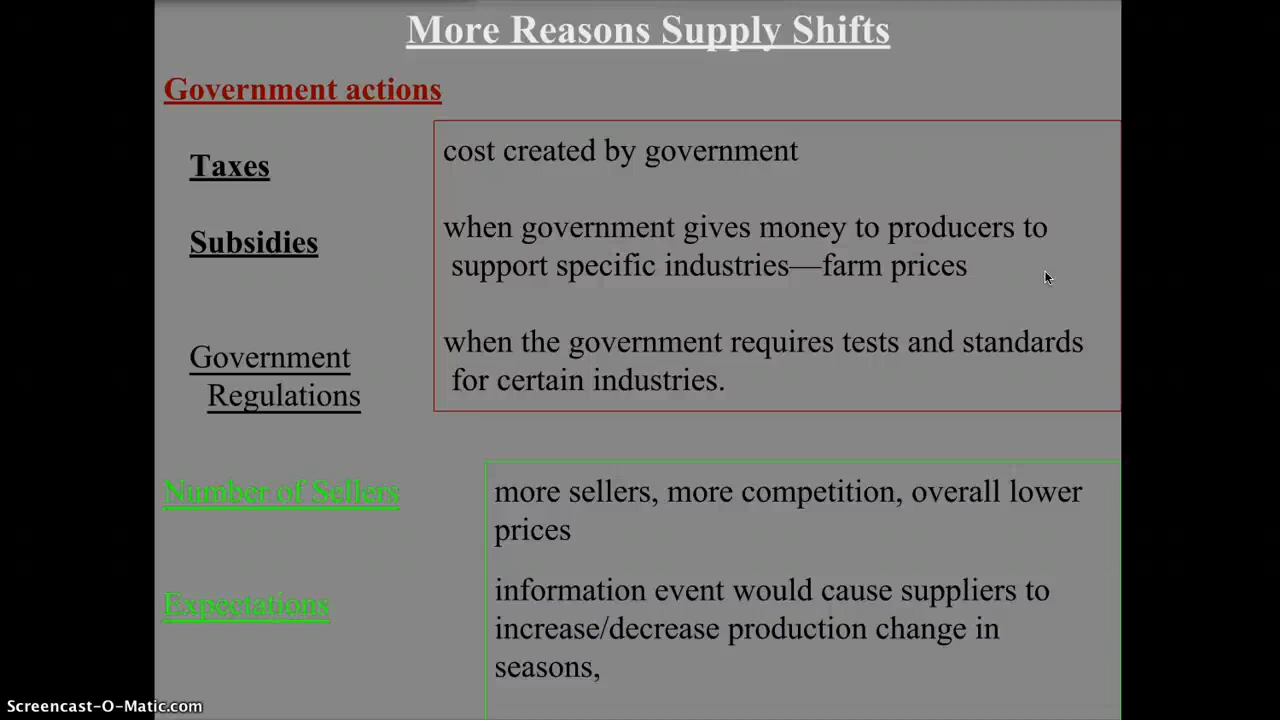 More Reasons Supply Shifts
Government actions
Taxes
cost created by government
Subsidies
when government gives money to producers to
support specific industries—farm prices
Government
Regulations
when the government requires tests and standards
for certain industries.
Number of Sellers
more sellers, more competition, overall lower
prices
Expectations
information event would cause suppliers to
increase/decrease production change in
seasons,
Screencast-O-Matic.com